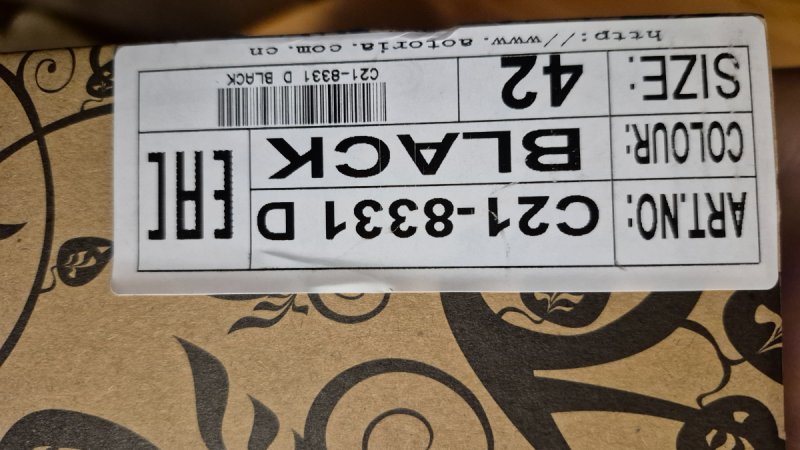 ART.NO: C21-8331 D
EAC
COLOUR: BLACK
SIZE: 42
C21-8331 D BLACK
http://www.aotoria.com.cn